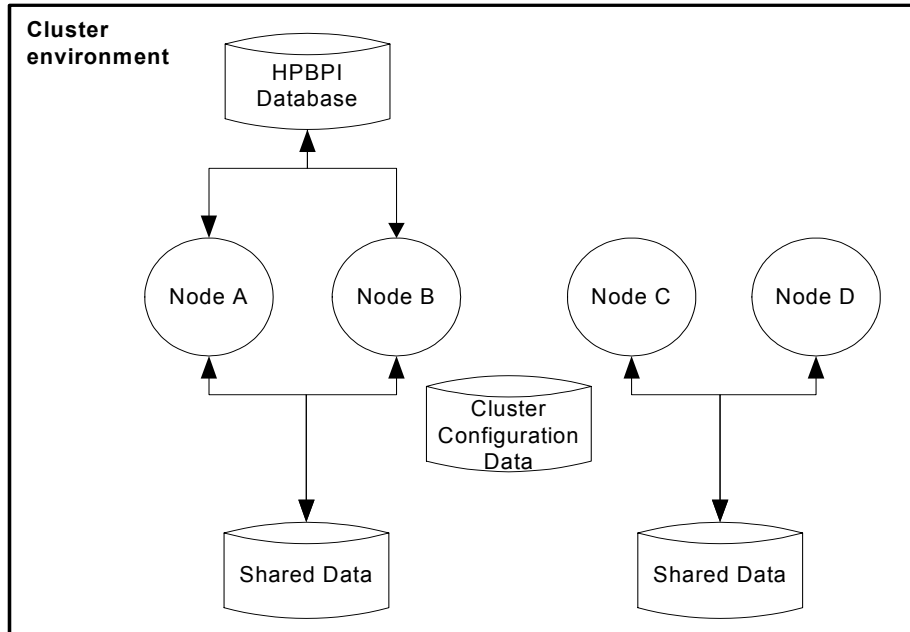 Cluster
environment
HPBPI
Database
Node A
Node B
Node C
Node D
Cluster
Configuration
Data
Shared Data
Shared Data